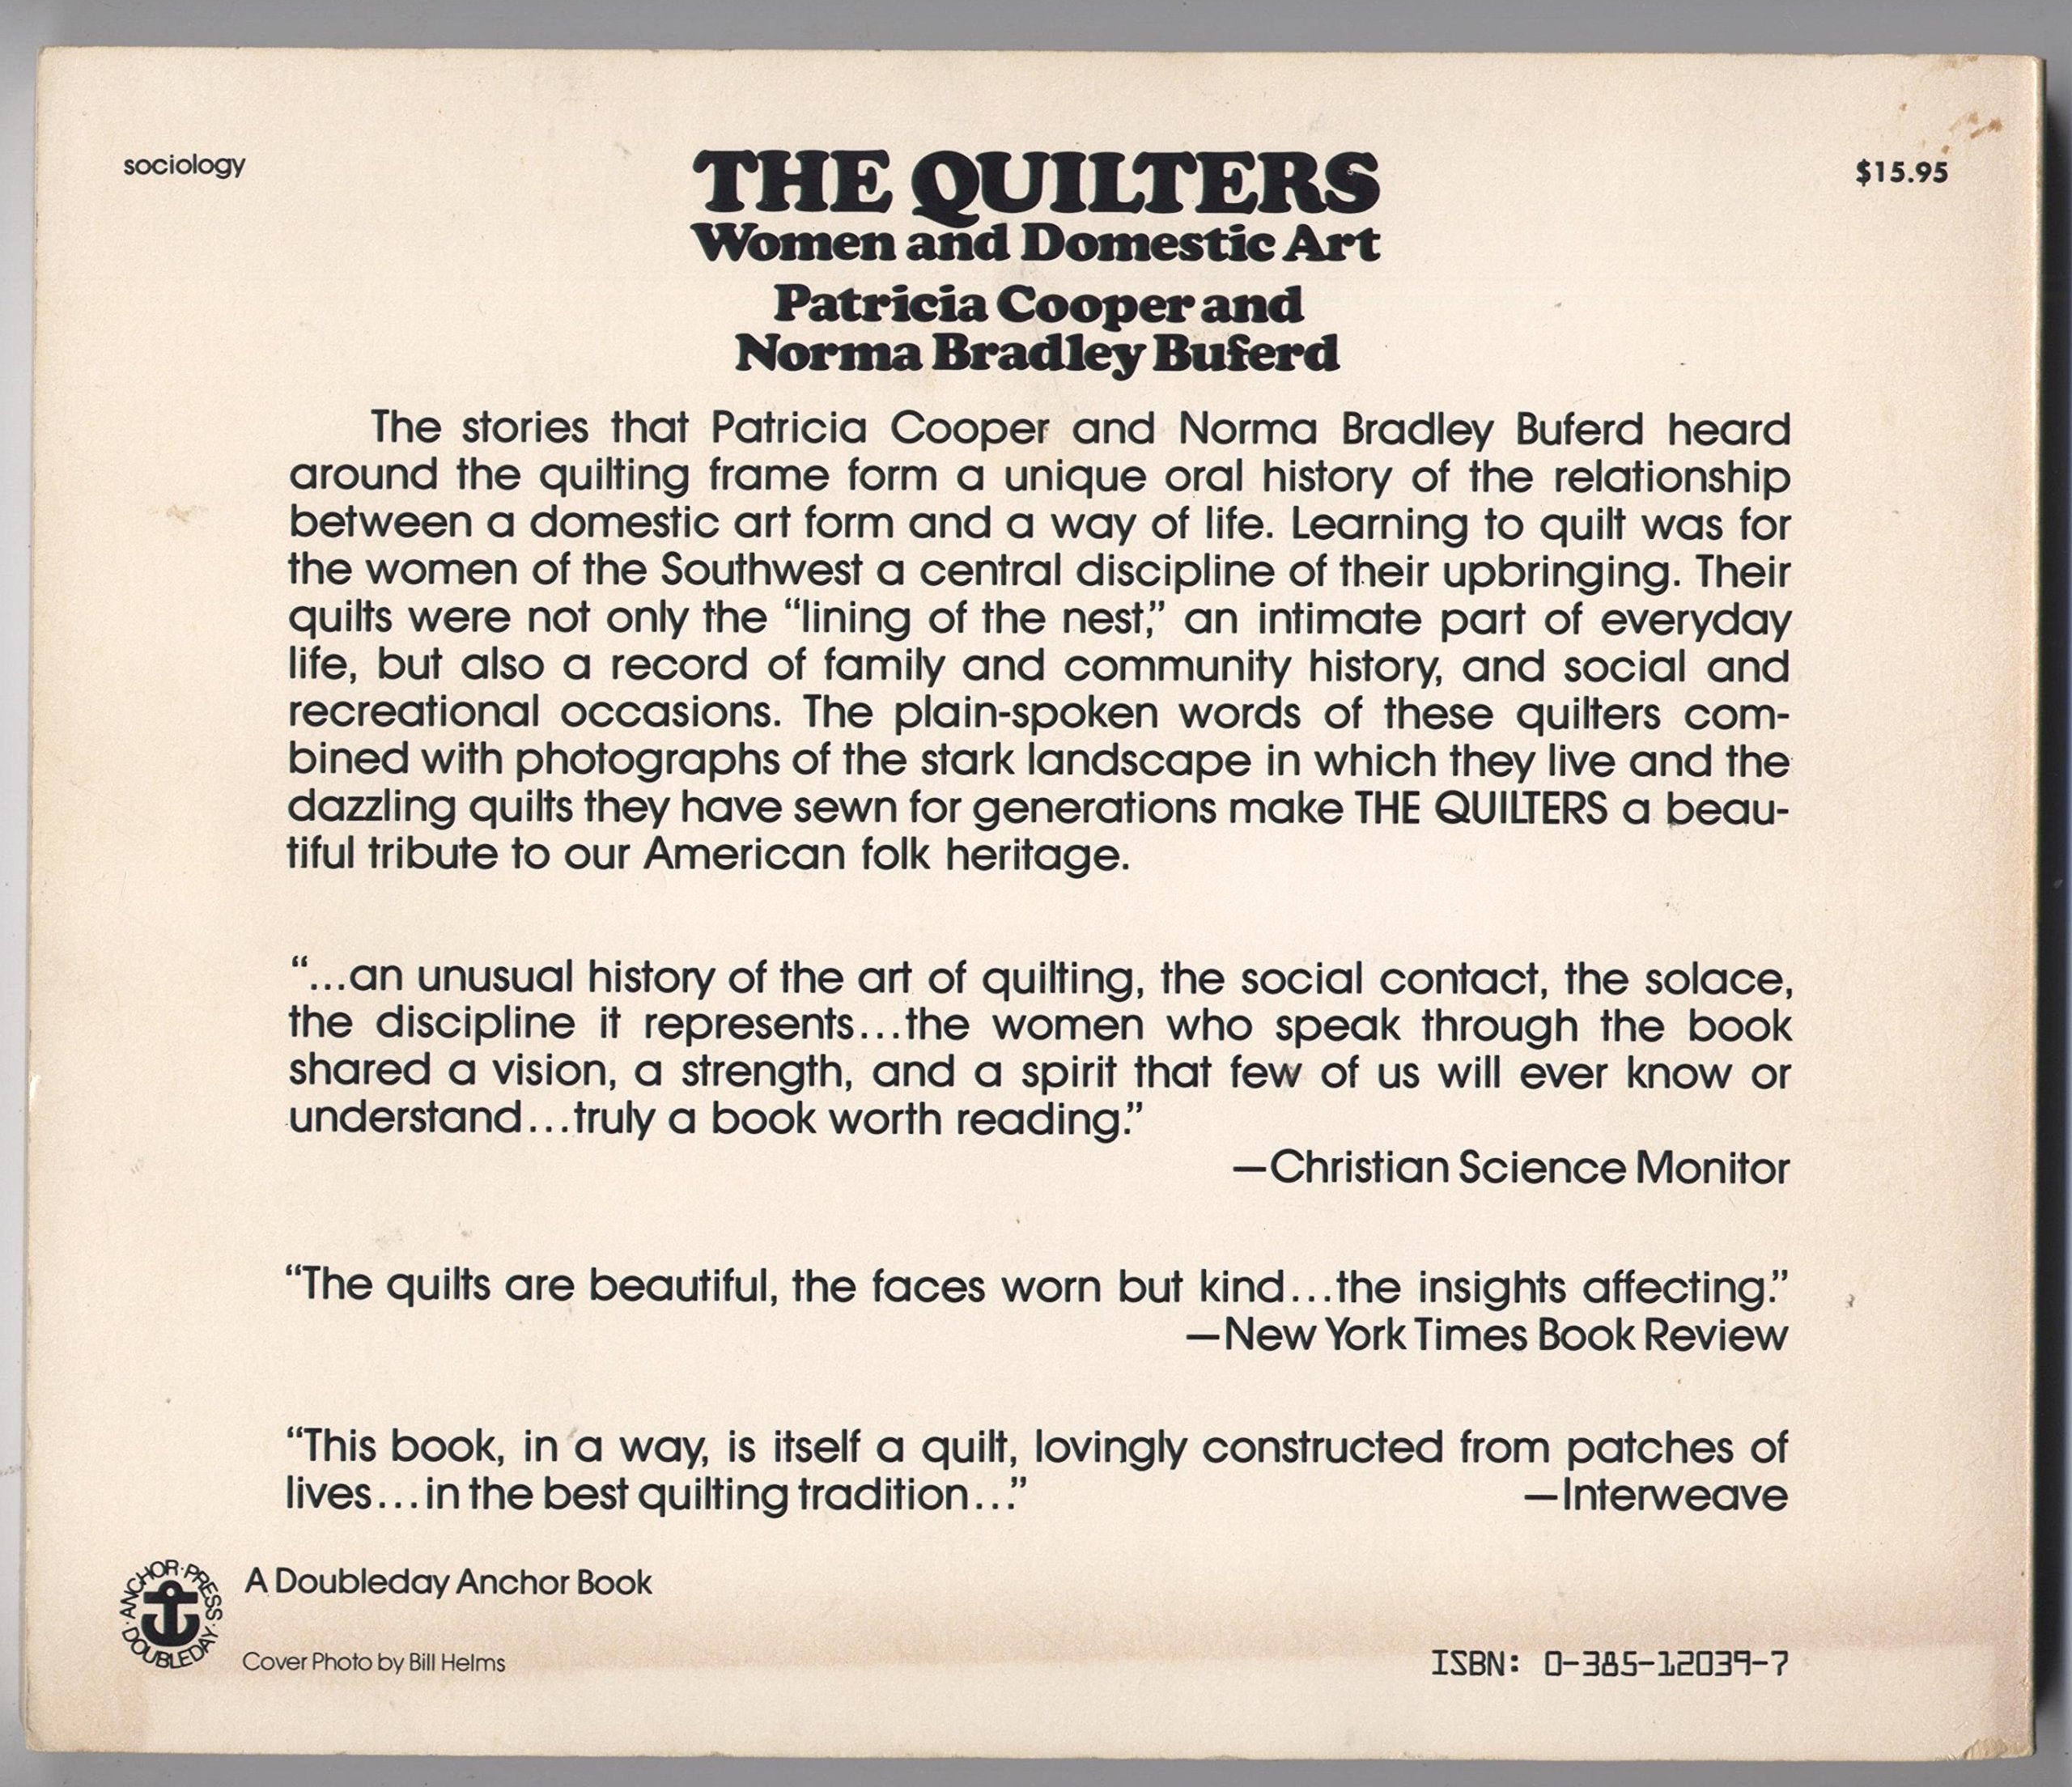 sociology
THE QUILTERS
$15.95
Women and Domestic Art
Patricia Cooper and
Norma Bradley Buferd
The stories that Patricia Cooper and Norma Bradley Buferd heard
around the quilting frame form a unique oral history of the relationship
between a domestic art form and a way of life. Learning to quilt was for
the women of the Southwest a central discipline of their upbringing. Their
quilts were not only the “lining of the nest,” an intimate part of everyday
life, but also a record of family and community history, and social and
recreational occasions. The plain-spoken words of these quilters com-
bined with photographs of the stark landscape in which they live and the
dazzling quilts they have sewn for generations make THE QUILTERS a beau-
tiful tribute to our American folk heritage.
“...an unusual history of the art of quilting, the social contact, the solace,
the discipline it represents...the women who speak through the book
shared a vision, a strength, and a spirit that few of us will ever know or
understand...truly a book worth reading.”
—Christian Science Monitor
“The quilts are beautiful, the faces worn but kind...the insights affecting.”
—New York Times Book Review
“This book, in a way, is itself a quilt, lovingly constructed from patches of
lives...in the best quilting tradition...” —Interweave
ANCHOR·PRESS·DOUBLEDAY·
A Doubleday Anchor Book
Cover Photo by Bill Helms
ISBN: 0-385-12039-7